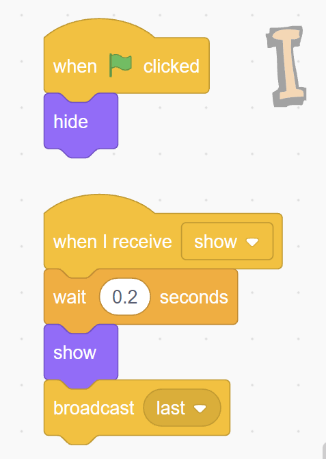 when clicked
I
hide
when I receive show
wait 0.2 seconds
show
broadcast last